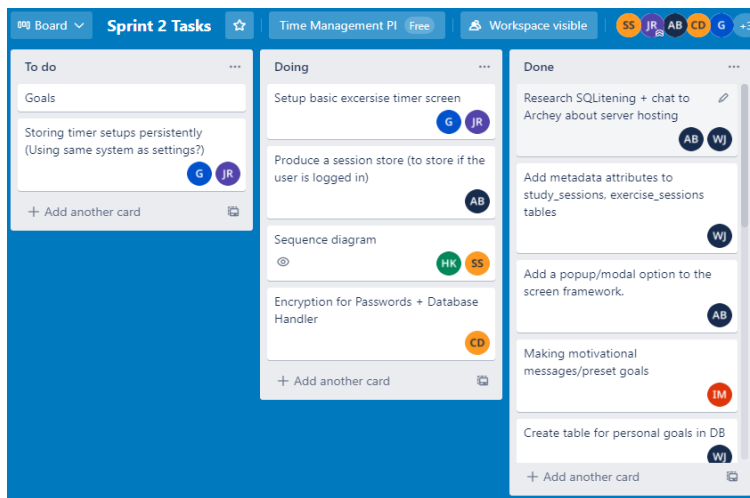 Board
Sprint 2 Tasks
Time Management PI Free
Workspace visible
SS JR AB CD G +3
To do
Goals
Storing timer setups persistently
(Using same system as settings?)
G JR
+ Add another card
Doing
Setup basic excersise timer screen
G JR
Produce a session store (to store if the
user is logged in)
AB
Sequence diagram
HK SS
Encryption for Passwords + Database
Handler
CD
+ Add another card
Done
Research SQLitening + chat to
Archey about server hosting
AB WJ
Add metadata attributes to
study_sessions, exercise_sessions
tables
WJ
Add a popup/modal option to the
screen framework.
AB
Making motivational
messages/preset goals
IM
Create table for personal goals in DB
WJ
+ Add another card